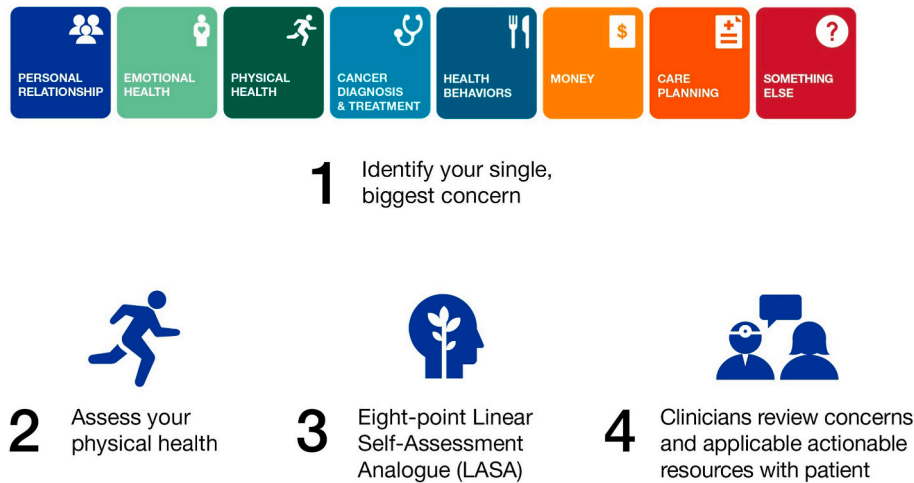 PERSONAL
RELATIONSHIP
EMOTIONAL
HEALTH
PHYSICAL
HEALTH
CANCER
DIAGNOSIS
& TREATMENT
HEALTH
BEHAVIORS
$
MONEY
CARE
PLANNING
?
SOMETHING
ELSE
1
Identify your single,
biggest concern
2
Assess your
physical health
3
Eight-point Linear
Self-Assessment
Analogue (LASA)
4
Clinicians review concerns
and applicable actionable
resources with patient